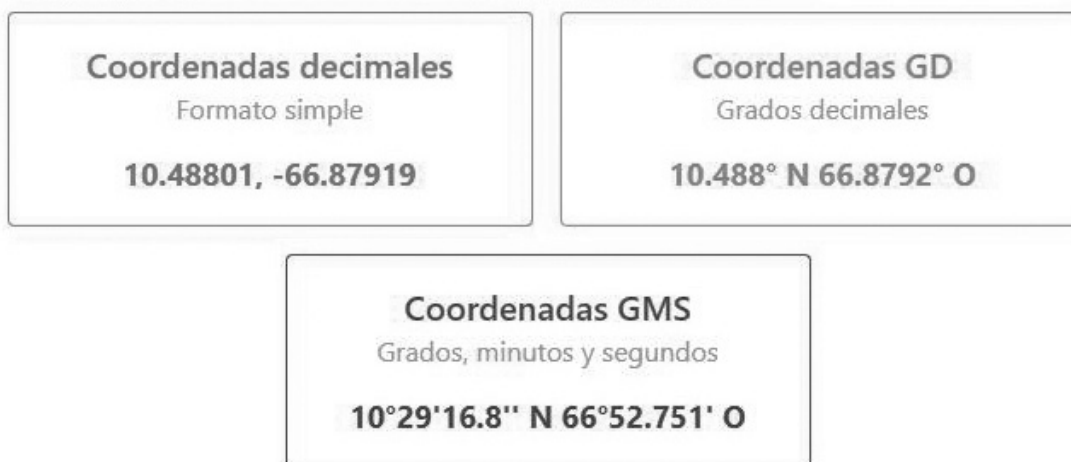 Coordenadas decimales
Formato simple
10.48801, -66.87919
Coordenadas GD
Grados decimales
10.488° N 66.8792° O
Coordenadas GMS
Grados, minutos y segundos
10°29'16.8'' N 66°52.751' O